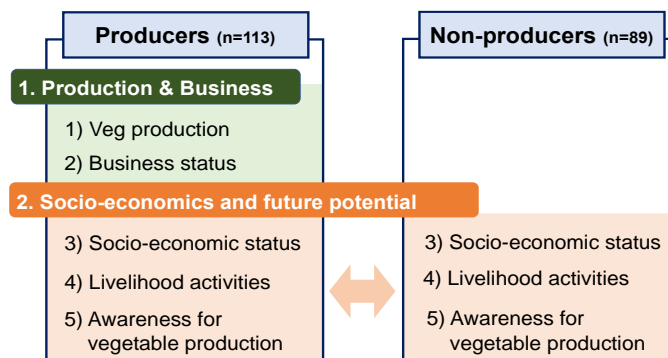 Producers (n=113)
Non-producers (n=89)
1. Production & Business
1) Veg production
2) Business status
2. Socio-economics and future potential
3) Socio-economic status
4) Livelihood activities
5) Awareness for
vegetable production
3) Socio-economic status
4) Livelihood activities
5) Awareness for
vegetable production